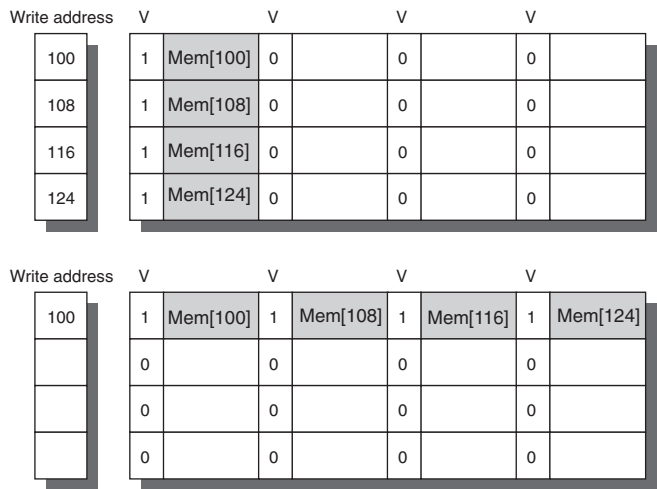 Write address V V V V
100 1 Mem[100] 0 0 0
108 1 Mem[108] 0 0 0
116 1 Mem[116] 0 0 0
124 1 Mem[124] 0 0 0
Write address V V V V
100 1 Mem[100] 1 Mem[108] 1 Mem[116] 1 Mem[124]
0 0 0 0
0 0 0 0
0 0 0 0